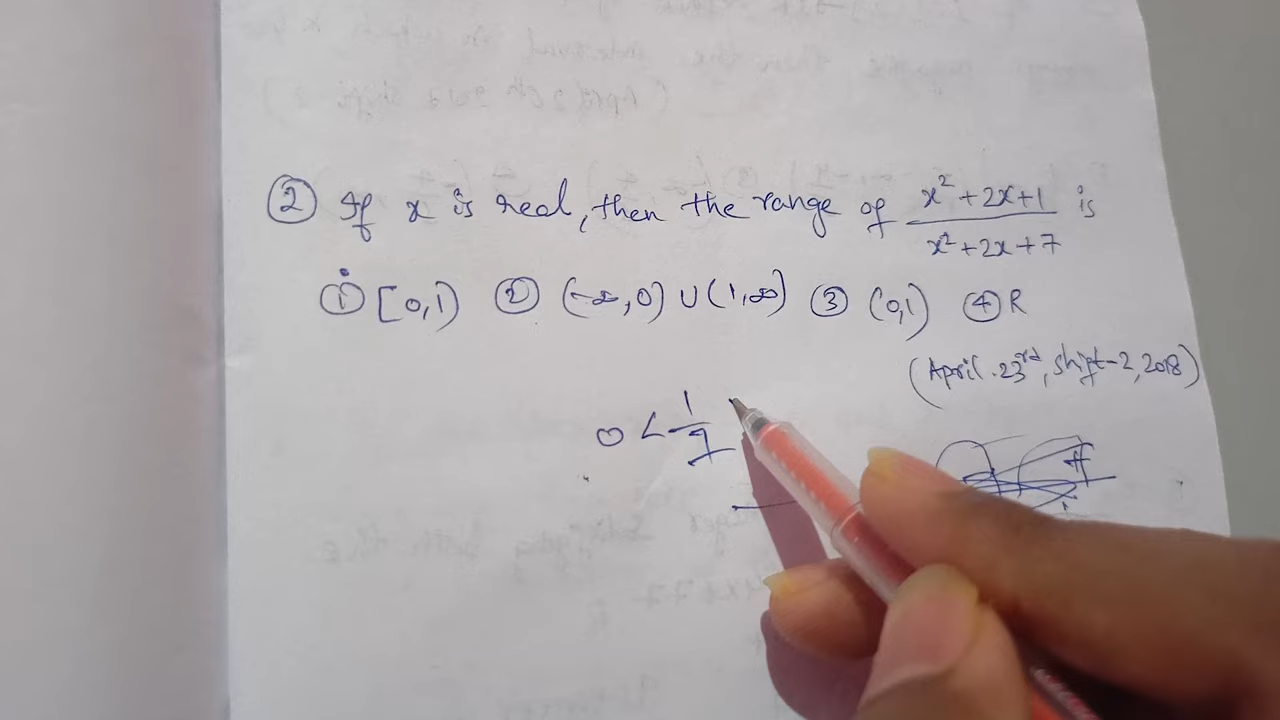 ② If x is real, then the range of (x²+2x+1)/(x²+2x+7) is
① [0,1) ② (-∞,0) ∪ (1,∞) ③ (0,1) ④ R
(April.23rd, shift-2, 2018)
0 < 1/9